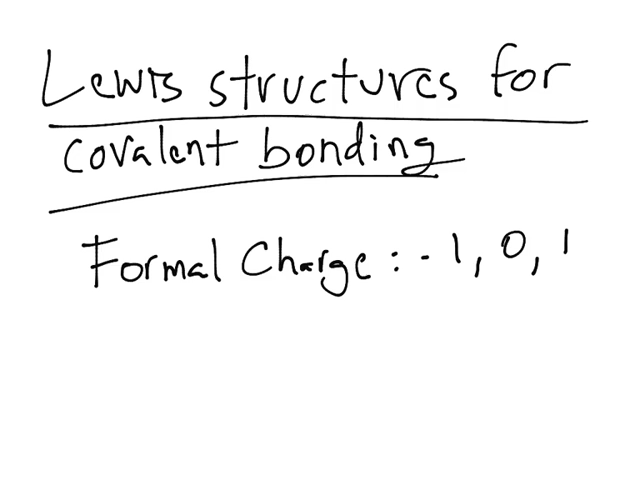 Lewis structures for
covalent bonding
Formal Charge: -1, 0, 1